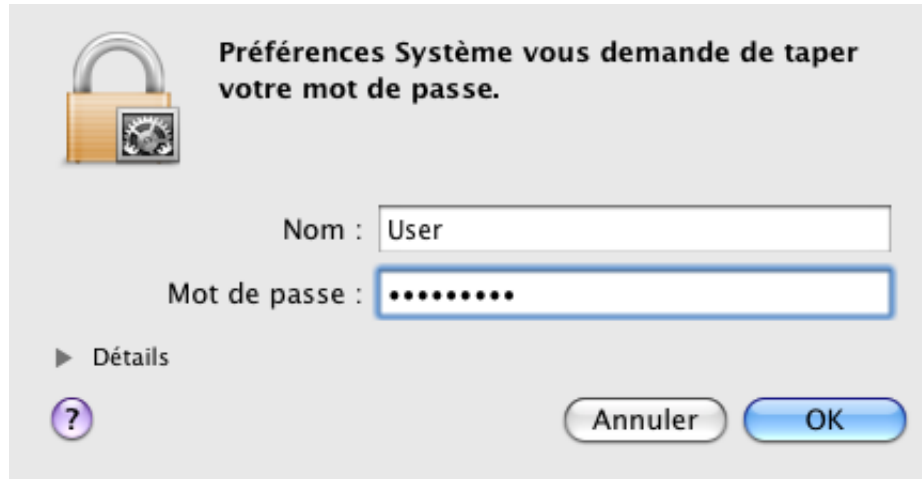 Préférences Système vous demande de taper
votre mot de passe.
Nom : User
Mot de passe : •••••••••
Détails
?
Annuler OK